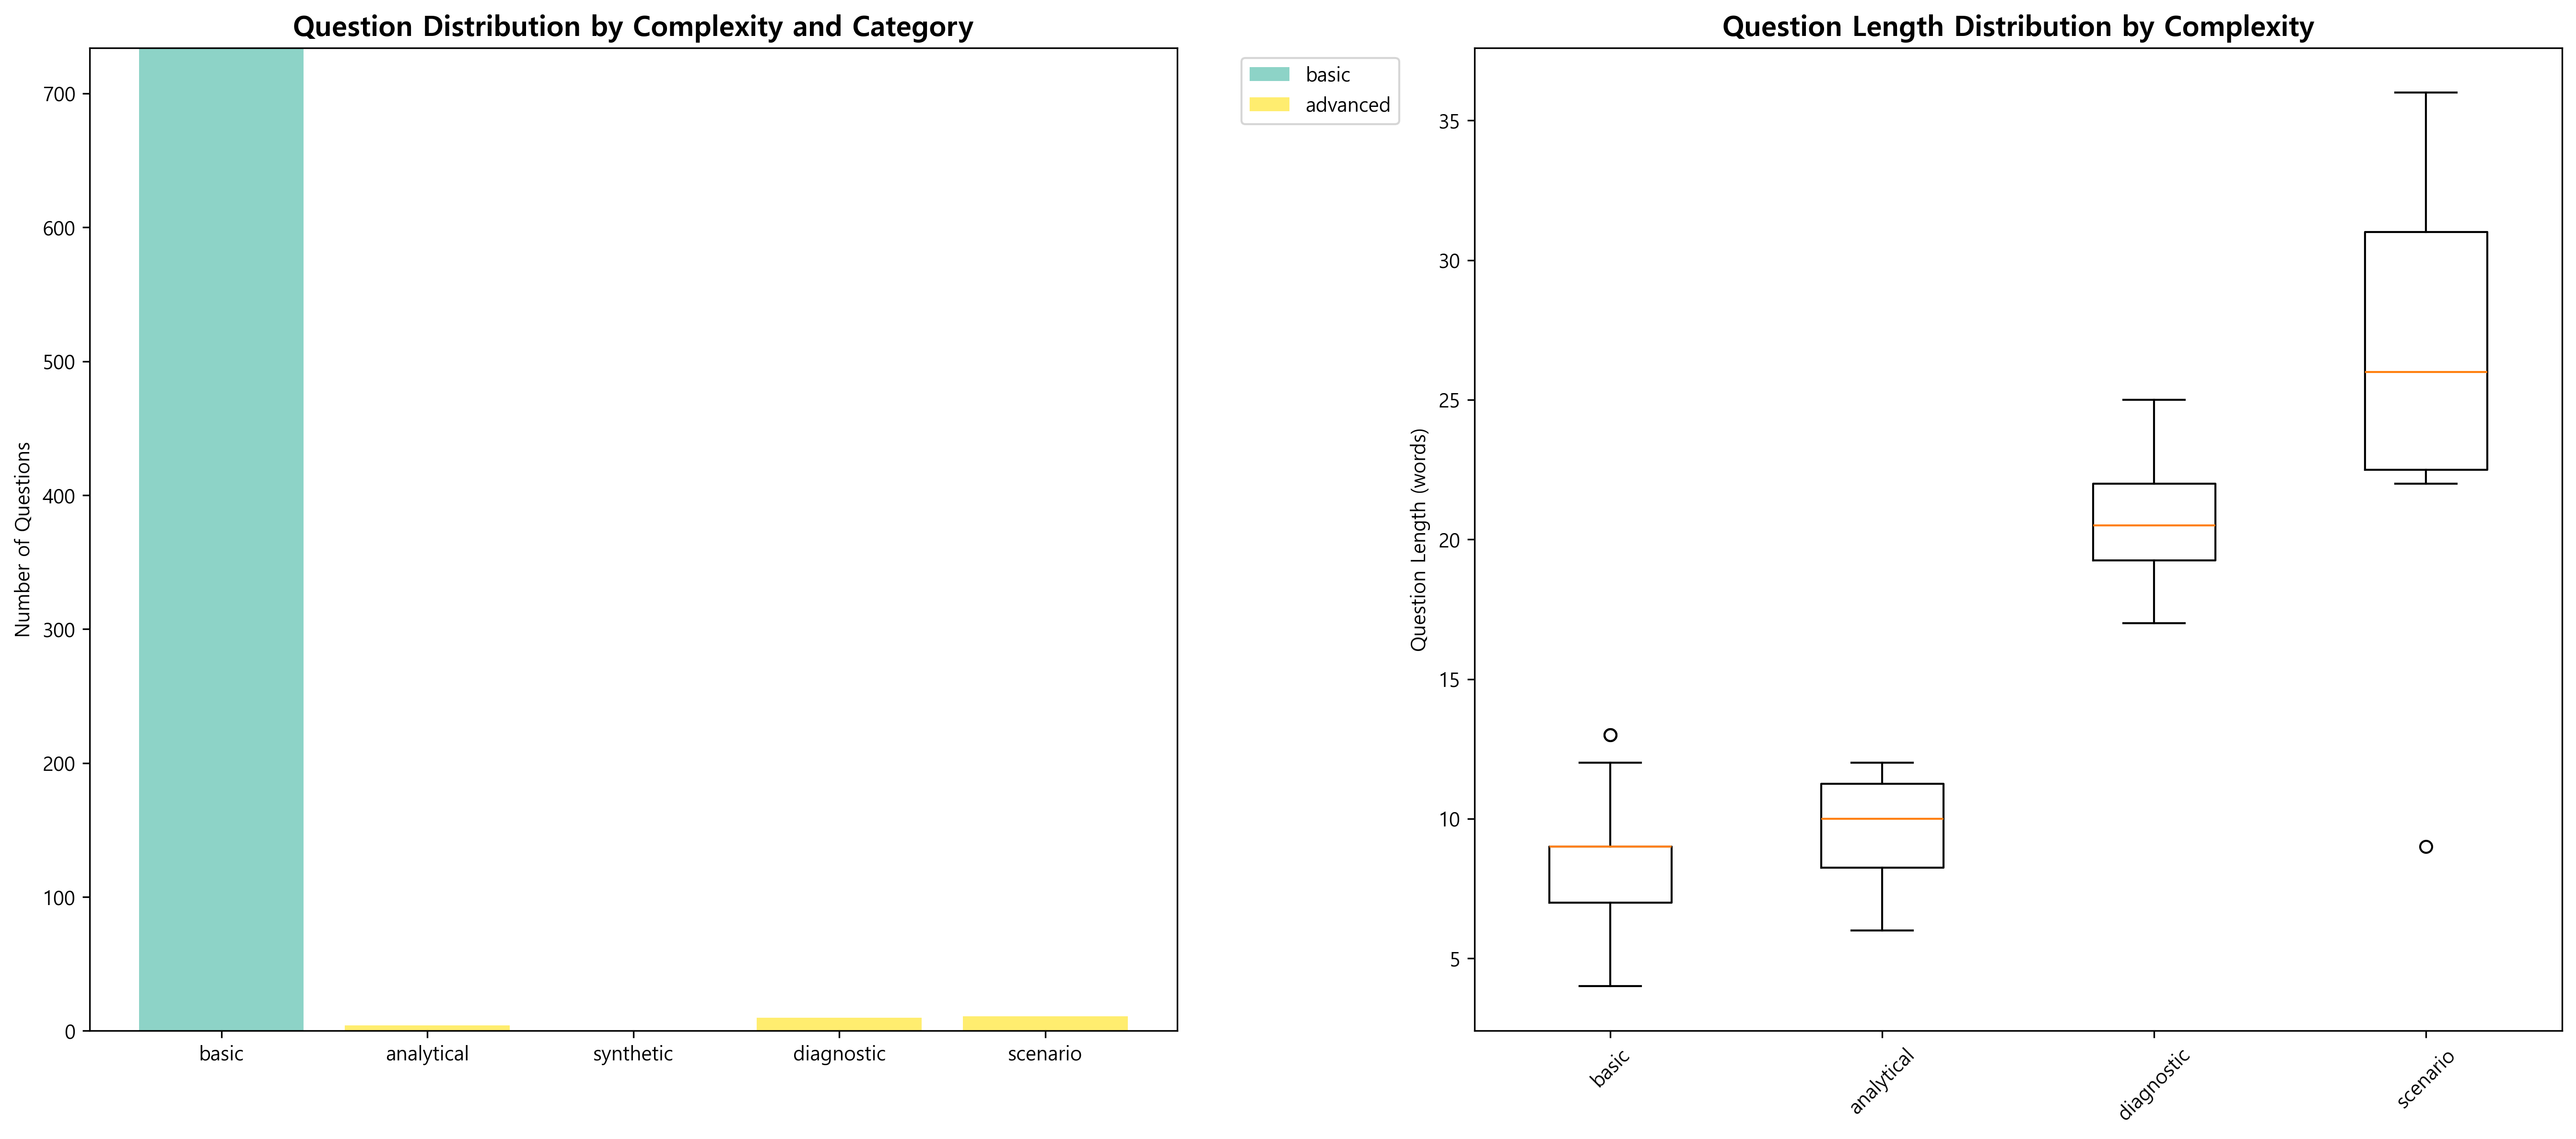 Question Distribution by Complexity and Category
Number of Questions
700
600
500
400
300
200
100
0
basic
analytical
synthetic
diagnostic
scenario
basic
advanced
Question Length Distribution by Complexity
Question Length (words)
35
30
25
20
15
10
5
basic
analytical
diagnostic
scenario